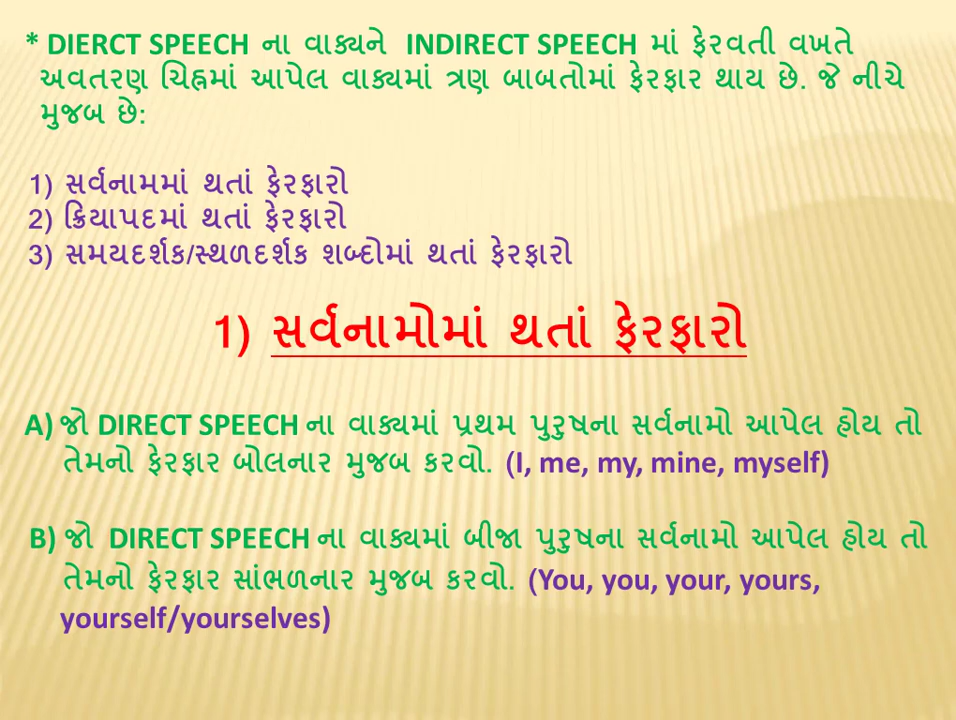 * DIERCT SPEECH ના વાક્યને INDIRECT SPEECH માં ફેરવતી વખતે
અવતરણ ચિહ્નમાં આપેલ વાક્યમાં ત્રણ બાબતોમાં ફેરફાર થાય છે. જે નીચે
મુજબ છે:
1) સર્વનામમાં થતાં ફેરફારો
2) ક્રિયાપદમાં થતાં ફેરફારો
3) સમયદર્શક/સ્થળદર્શક શબ્દોમાં થતાં ફેરફારો
1) સર્વનામોમાં થતાં ફેરફારો
A) જો DIRECT SPEECH ના વાક્યમાં પ્રથમ પુરુષના સર્વનામો આપેલ હોય તો
તેમનો ફેરફાર બોલનાર મુજબ કરવો. (I, me, my, mine, myself)
B) જો DIRECT SPEECH ના વાક્યમાં બીજા પુરુષના સર્વનામો આપેલ હોય તો
તેમનો ફેરફાર સાંભળનાર મુજબ કરવો. (You, you, your, yours,
yourself/yourselves)